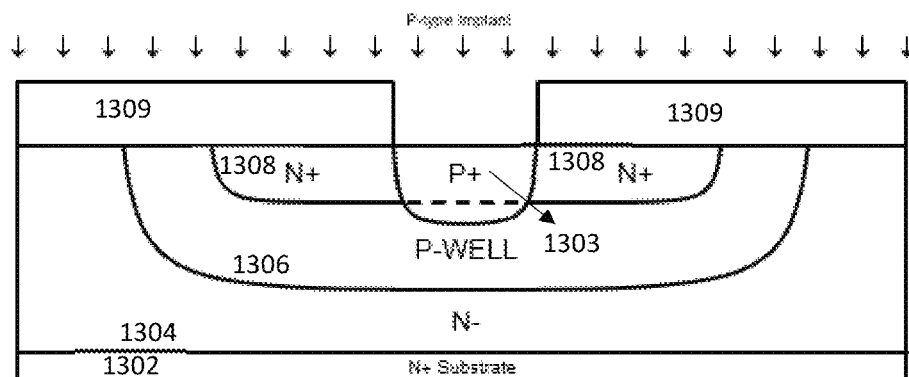 P-type Implant
1309 1309
1308 N+ P+ 1308 N+
1303
P-WELL
1306
N-
1304
1302 N+ Substrate